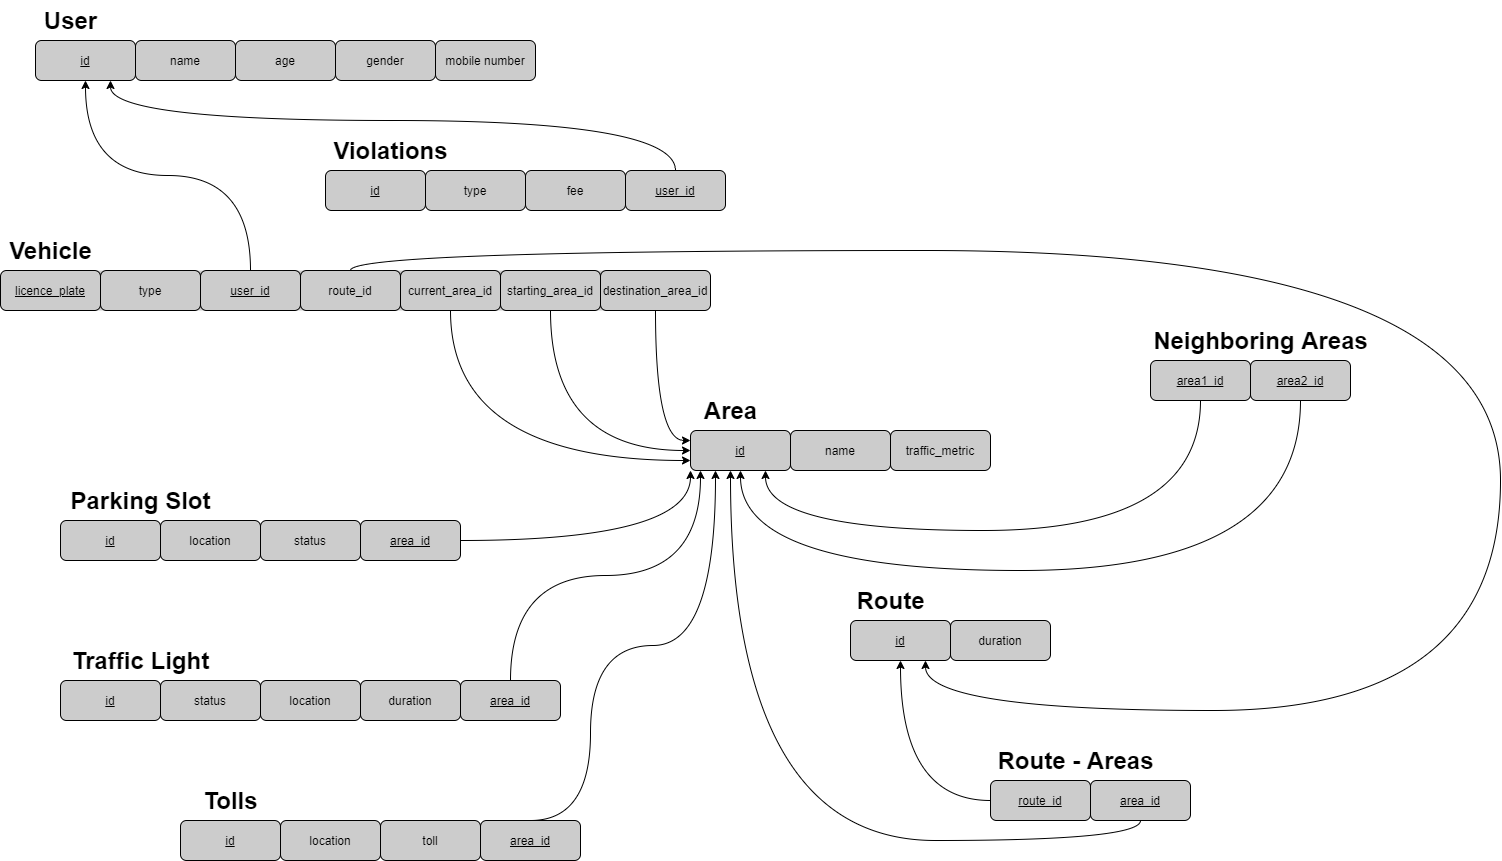 User
id name age gender mobile number
Violations
id type fee user_id
Vehicle
licence_plate type user_id route_id current_area_id starting_area_id destination_area_id
Neighboring Areas
area1_id area2_id
Area
id name traffic_metric
Parking Slot
id location status area_id
Route
id duration
Traffic Light
id status location duration area_id
Route - Areas
route_id area_id
Tolls
id location toll area_id